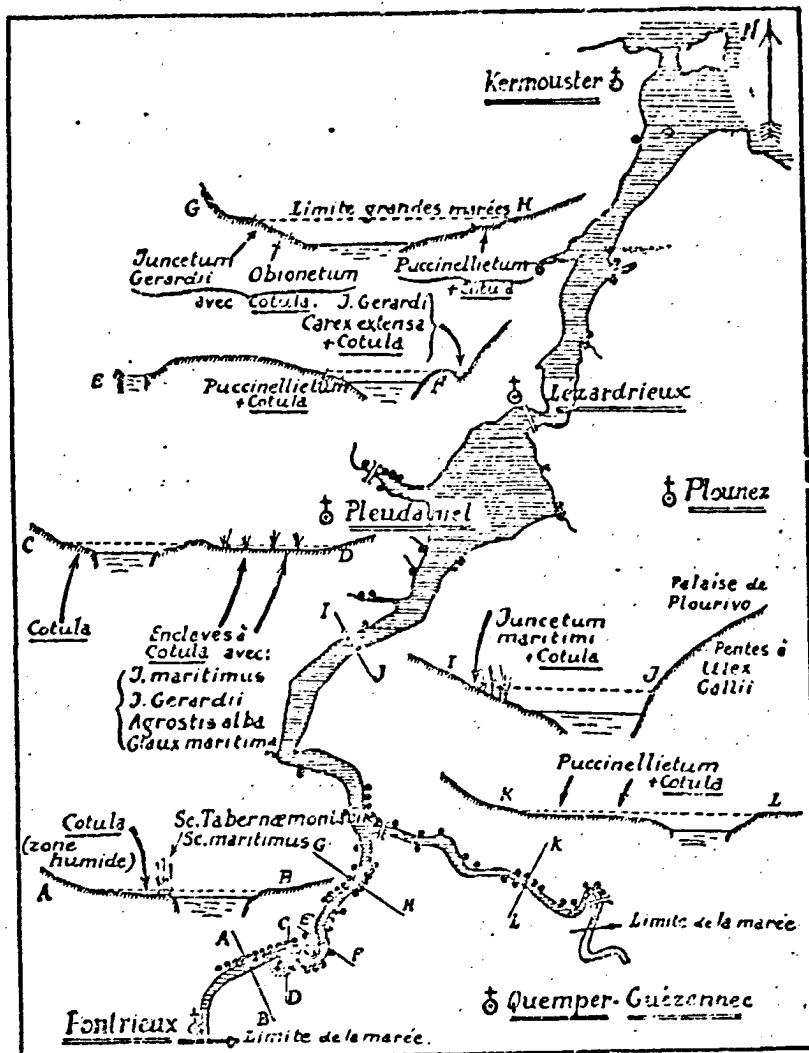 N
Kermouster
G
Limite grandes marées H
Juncetum
Gerardii
Obionetum
avec Cotula.
Puccinellietum
+ Cotula
J. Gerardi
Carex extensa
+ Cotula
E
Puccinellietum
+ Cotula
F
Lezardrieux
Plounez
Pleudaniel
C
D
Cotula
Enclaves à
Cotula avec:
J. maritimus
J. Gerardii
Agrostis alba
Glaux maritima
I
J
Falaise de
Plourivo
Juncetum
maritimi
+ Cotula
I
J
Pentes à
Ulex
Gallii
Puccinellietum
+ Cotula
K
L
Cotula
(zone
humide)
Sc. Tabernæmontani
Sc. maritimus
A
B
G
H
K
L
Limite de la marée
A
C
E
F
D
B
Pontrieux
Limite de la marée.
Quemper-Guézennec